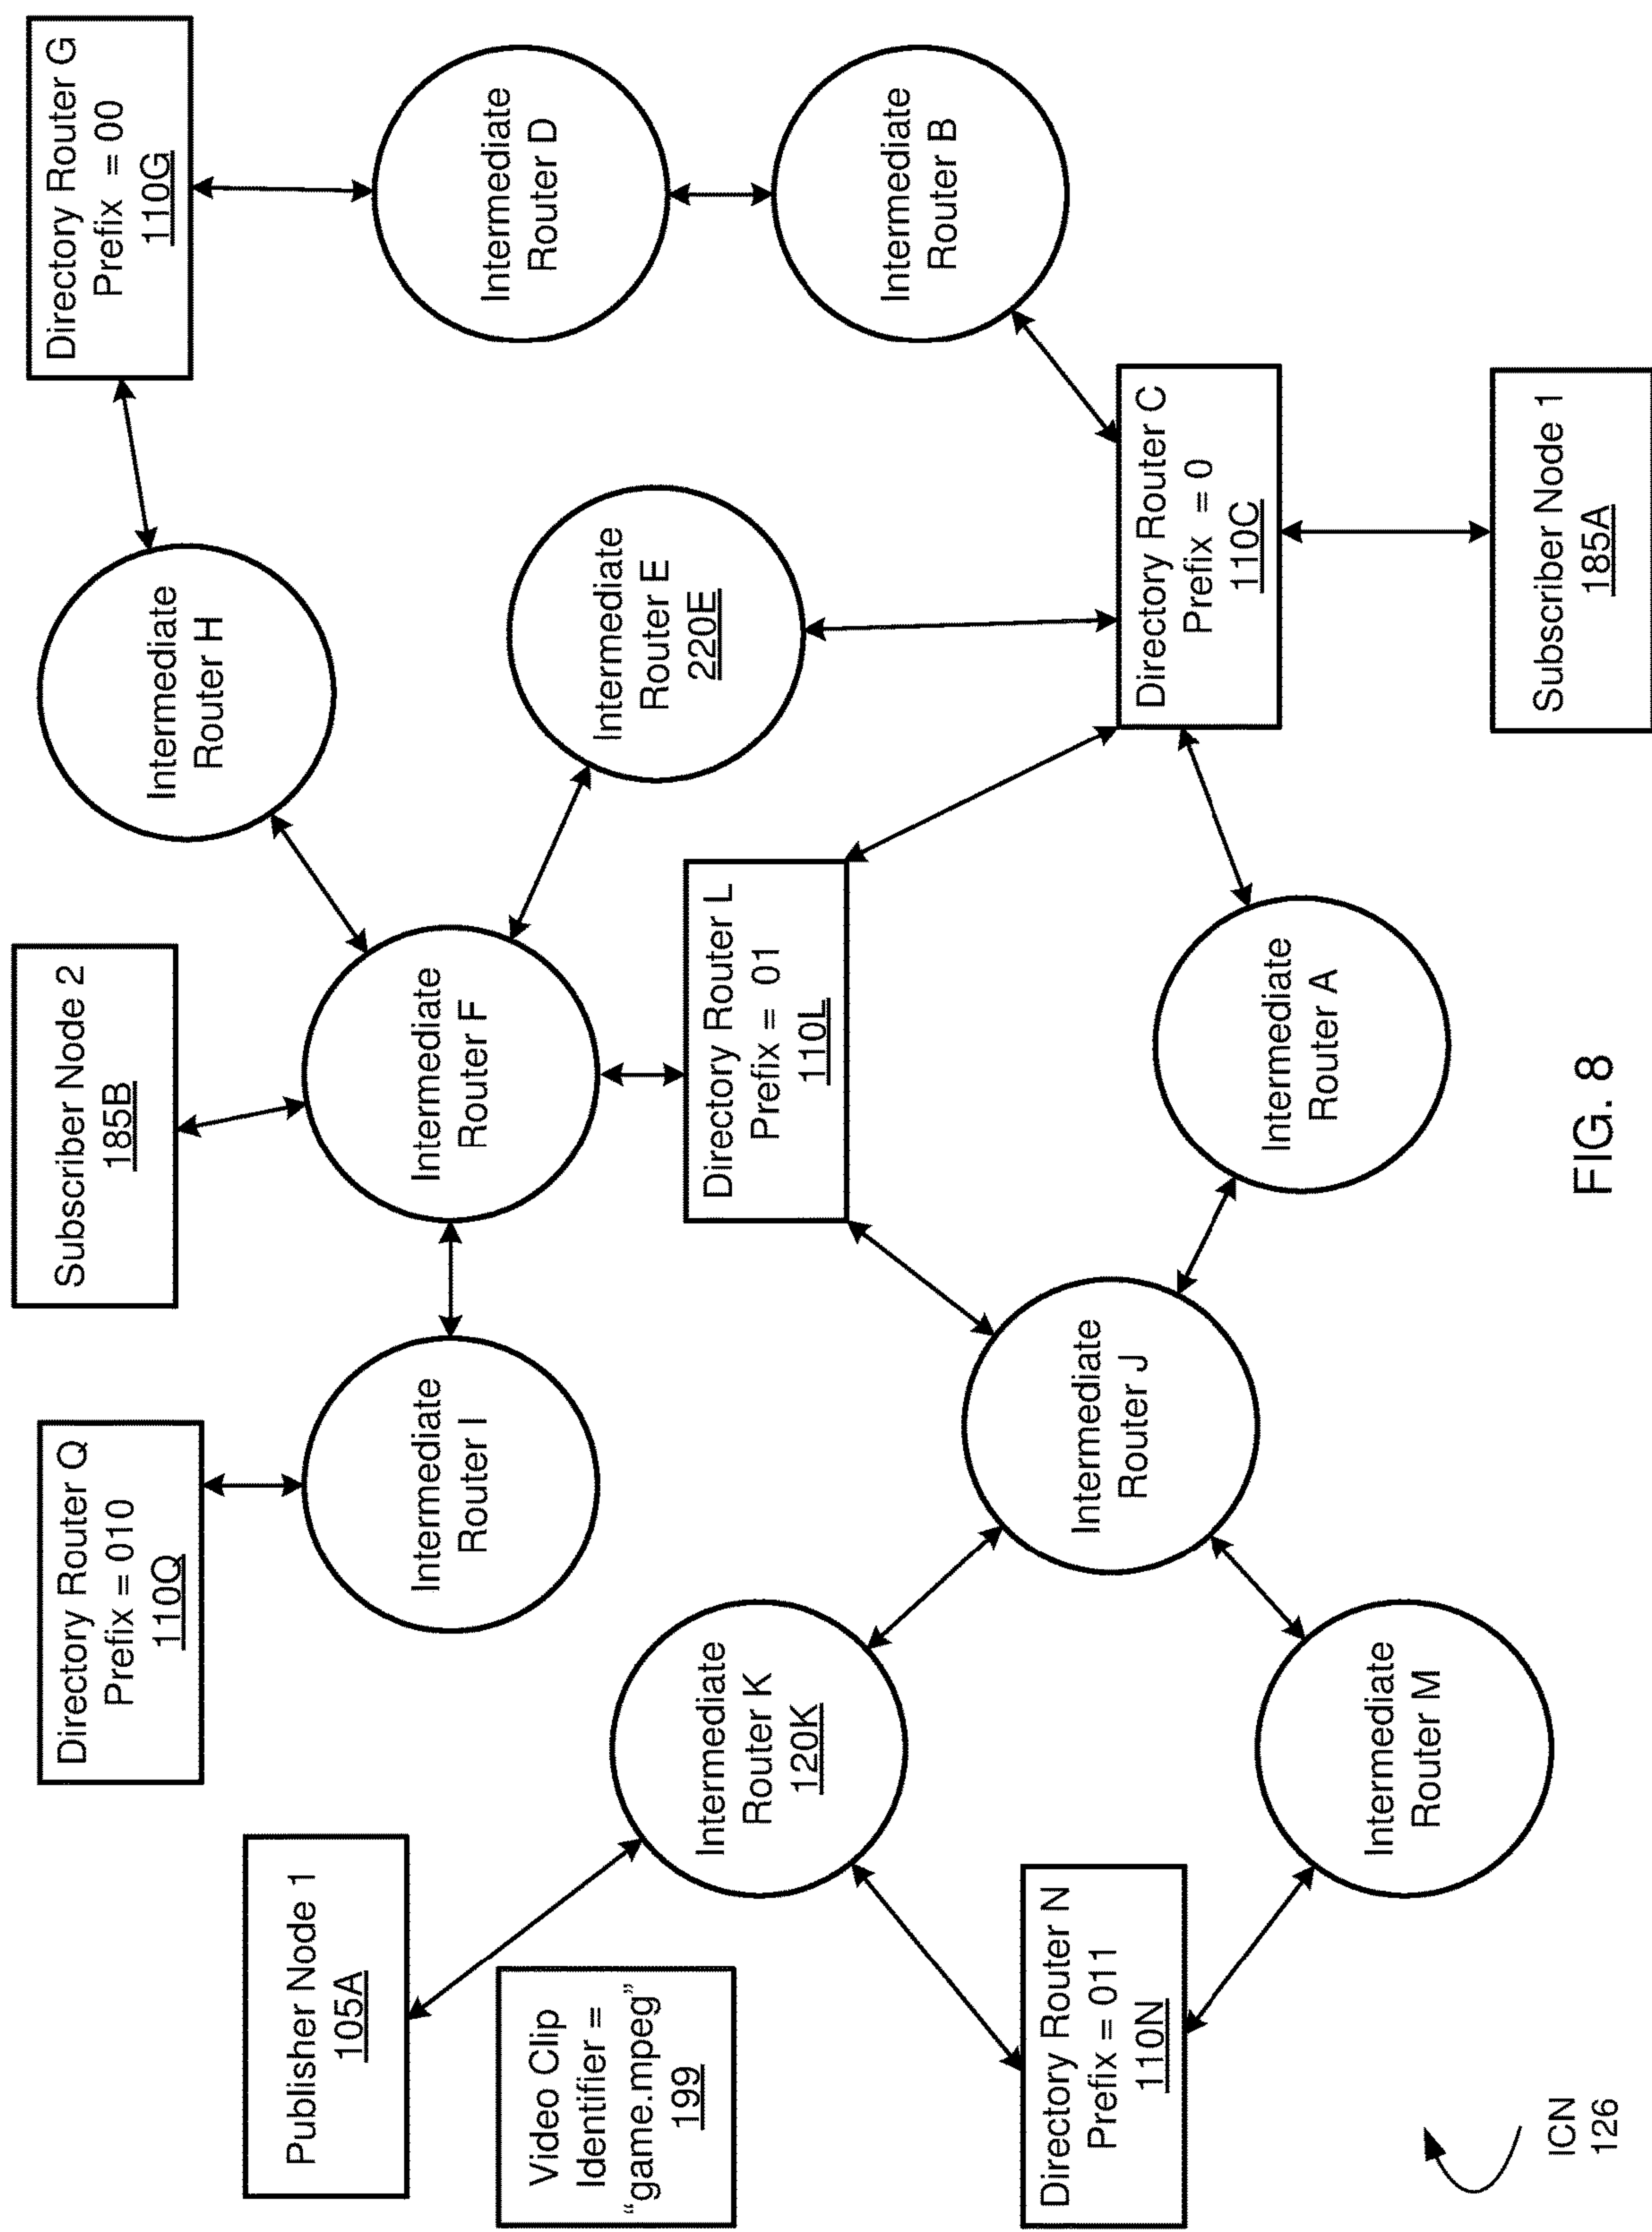 Directory Router Q
Prefix = 010
110Q
Subscriber Node 2
185B
Intermediate
Router H
Directory Router G
Prefix = 00
110G
Publisher Node 1
105A
Intermediate
Router I
Intermediate
Router F
Intermediate
Router D
Video Clip
Identifier =
“game.mpeg”
199
Intermediate
Router K
120K
Directory Router L
Prefix = 01
110L
Intermediate
Router E
220E
Intermediate
Router B
Directory Router N
Prefix = 011
110N
Intermediate
Router J
Directory Router C
Prefix = 0
110C
Intermediate
Router M
Intermediate
Router A
Subscriber Node 1
185A
ICN
126
FIG. 8